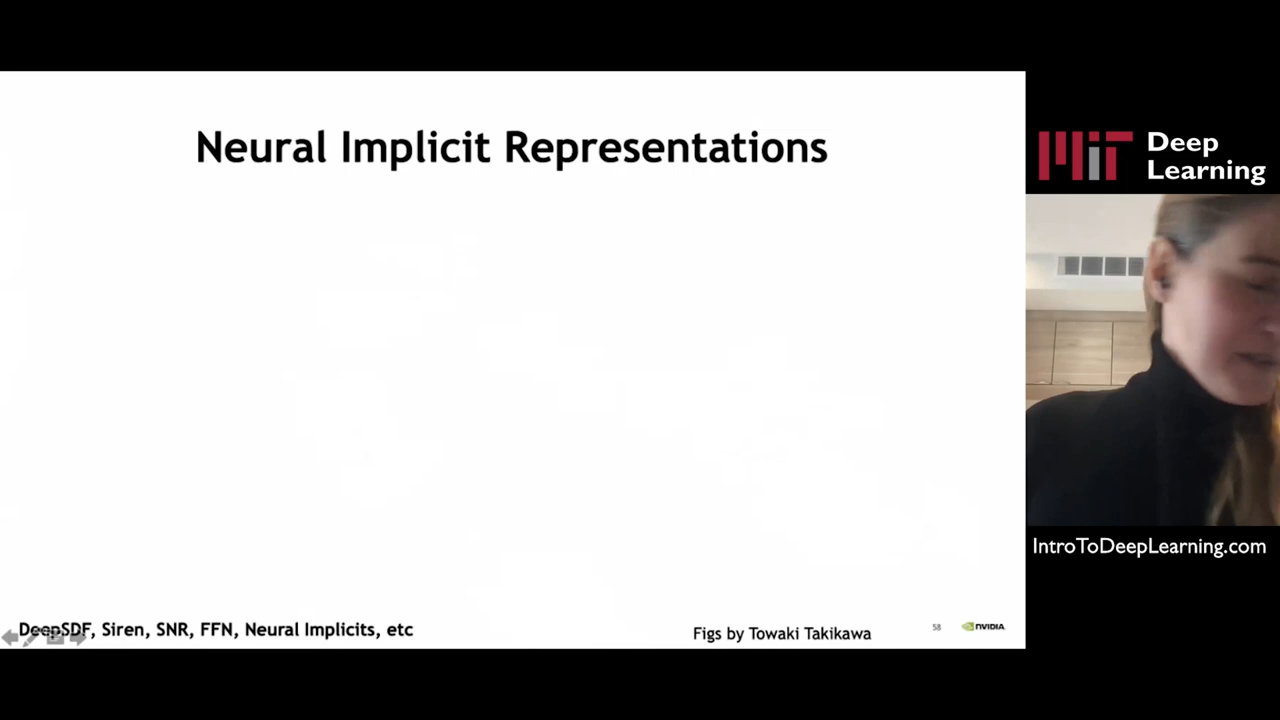 Neural Implicit Representations
MIT Deep
Learning
IntroToDeepLearning.com
DeepSDF, Siren, SNR, FFN, Neural Implicits, etc
Figs by Towaki Takikawa
58
NVIDIA